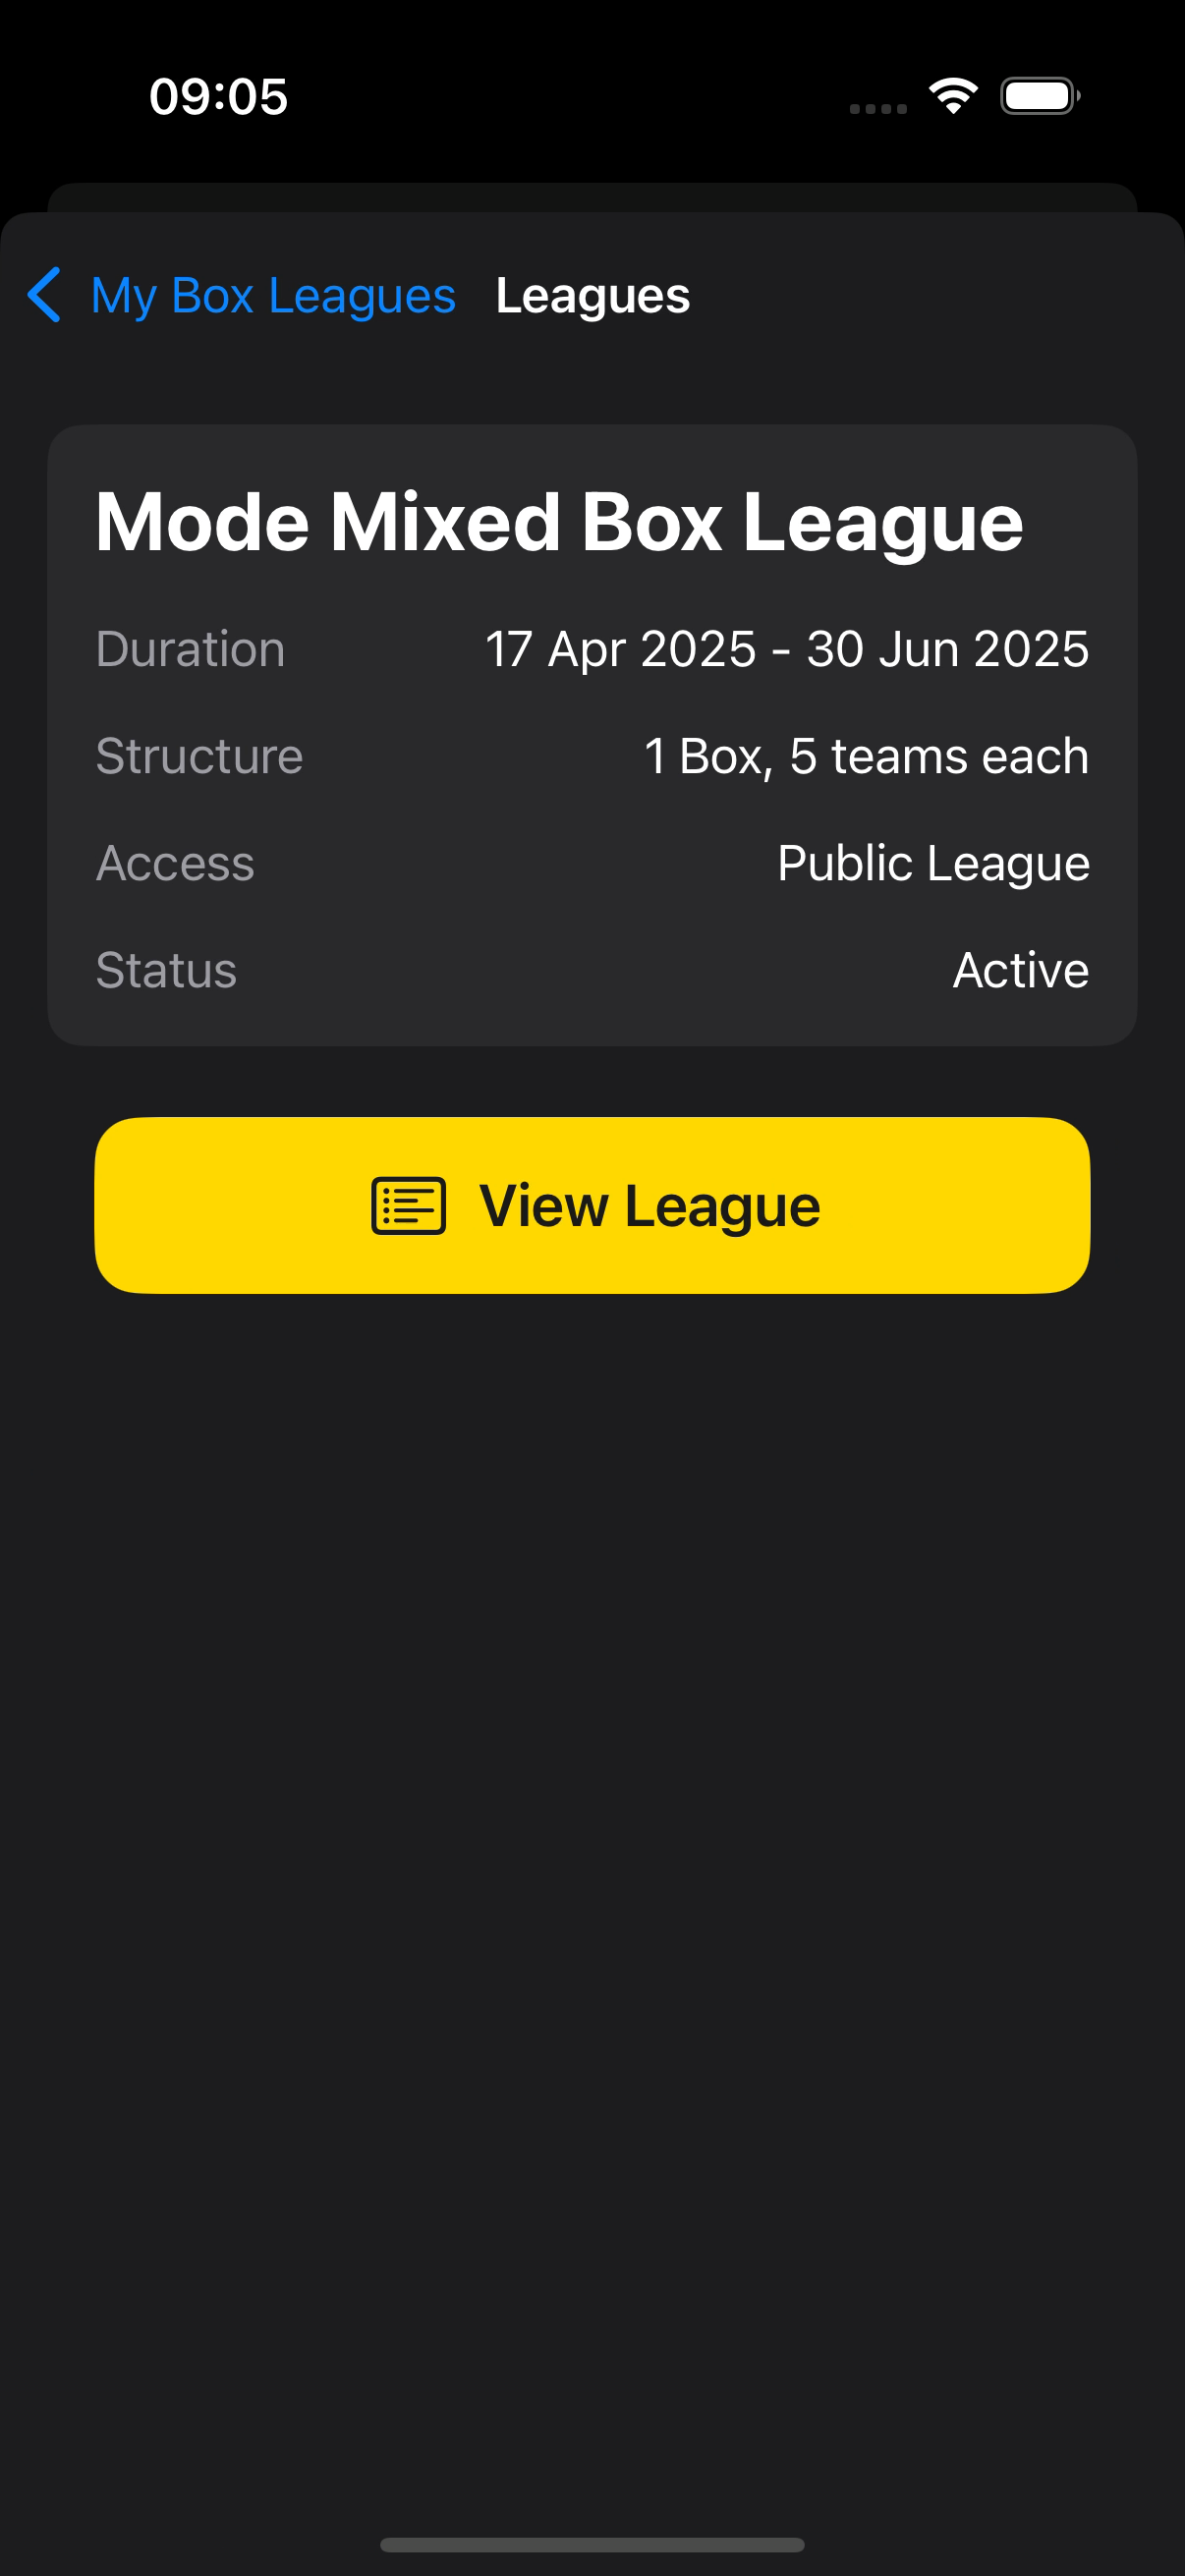 09:05
My Box Leagues Leagues
Mode Mixed Box League
Duration 17 Apr 2025 - 30 Jun 2025
Structure 1 Box, 5 teams each
Access Public League
Status Active
View League